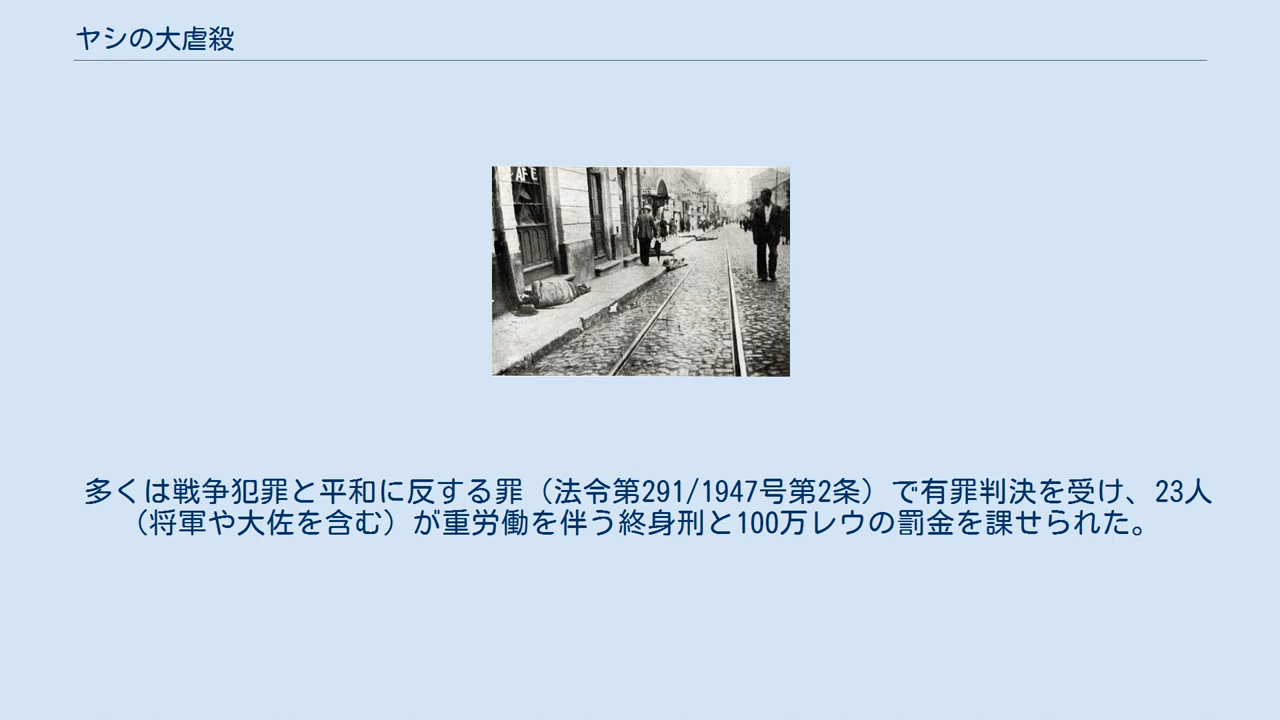 ヤシの大虐殺
AFE
多くは戦争犯罪と平和に反する罪（法令第291/1947号第2条）で有罪判決を受け、23人
（将軍や大佐を含む）が重労働を伴う終身刑と100万レウの罰金を課せられた。